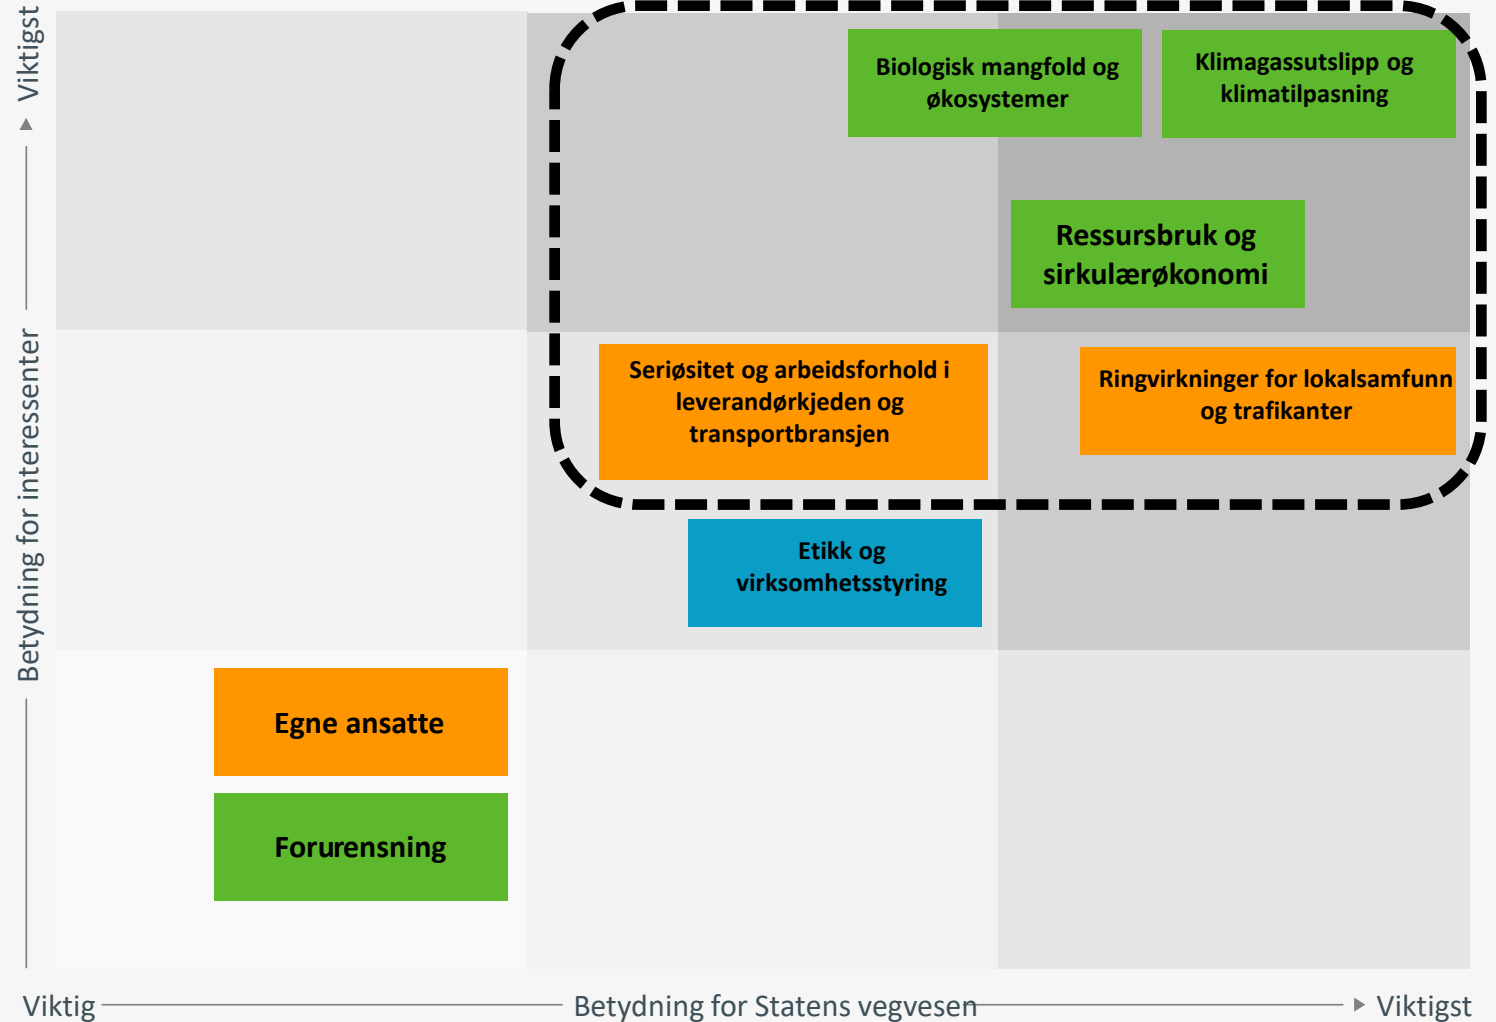 Viktigst
Betydning for interessenter
Biologisk mangfold og
økosystemer
Klimagassutslipp og
klimatilpasning
Ressursbruk og
sirkulærøkonomi
Seriøsitet og arbeidsforhold i
leverandørkjeden og
transportbransjen
Ringvirkninger for lokalsamfunn
og trafikanter
Etikk og
virksomhetsstyring
Egne ansatte
Forurensning
Viktig
Betydning for Statens vegvesen
Viktigst